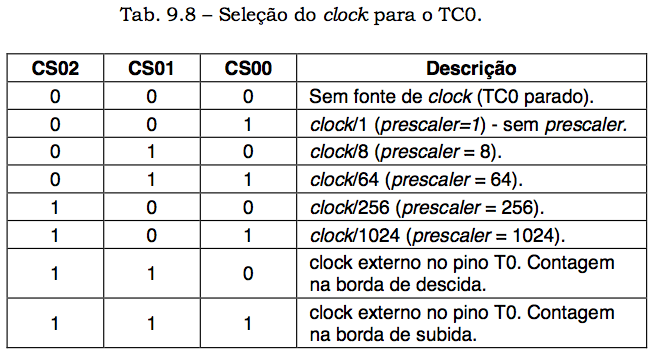 Tab. 9.8 – Seleção do clock para o TC0.
CS02 CS01 CS00 Descrição
0 0 0 Sem fonte de clock (TC0 parado).
0 0 1 clock/1 (prescaler=1) - sem prescaler.
0 1 0 clock/8 (prescaler = 8).
0 1 1 clock/64 (prescaler = 64).
1 0 0 clock/256 (prescaler = 256).
1 0 1 clock/1024 (prescaler = 1024).
1 1 0 clock externo no pino T0. Contagem
na borda de descida.
1 1 1 clock externo no pino T0. Contagem
na borda de subida.